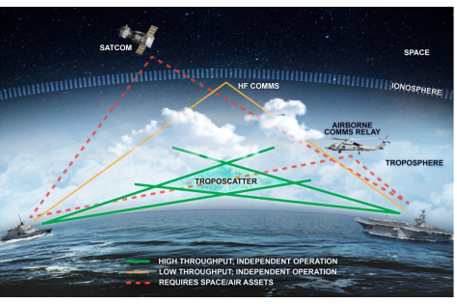 SATCOM
SPACE
IONOSPHERE
HF COMMS
AIRBORNE
COMMS RELAY
TROPOSPHERE
TROPOSCATTER
HIGH THROUGHPUT; INDEPENDENT OPERATION
LOW THROUGHPUT; INDEPENDENT OPERATION
REQUIRES SPACE/AIR ASSETS